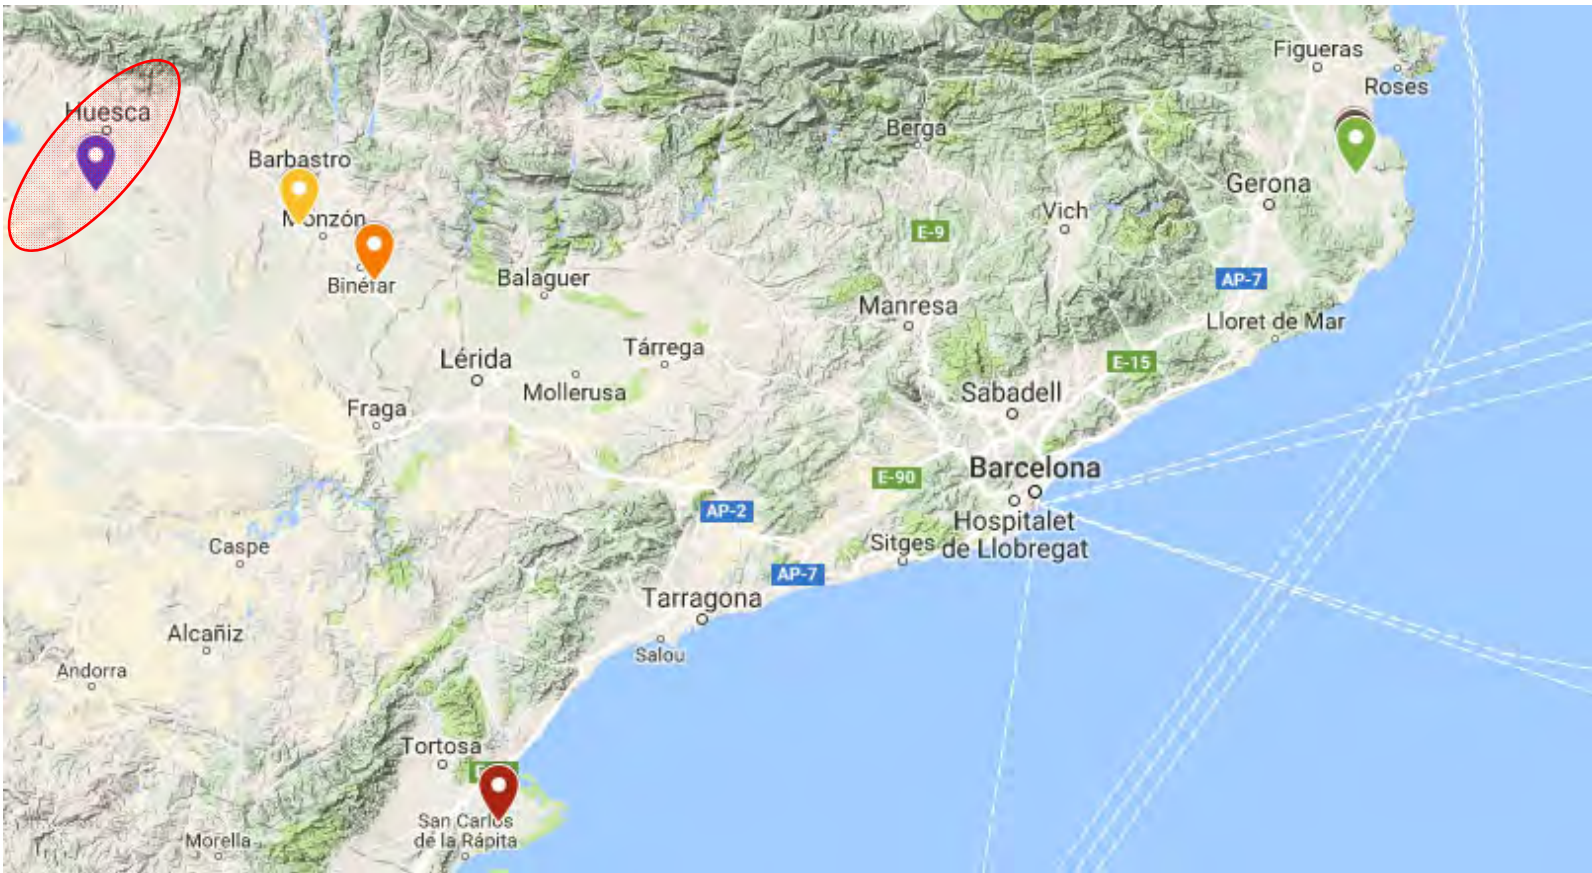 Figueras
Roses
Huesca
Berga
Barbastro
Gerona
Monzón
Vich
E-9
Binéfar
Balaguer
AP-7
Manresa
Lloret de Mar
Tárrega
Lérida
E-15
Mollerusa
Sabadell
Fraga
Barcelona
E-90
AP-2
Hospitalet
de Llobregat
Sitges
Caspe
AP-7
Tarragona
Alcañiz
Salou
Andorra
Tortosa
San Carlos
de la Rápita
Morella